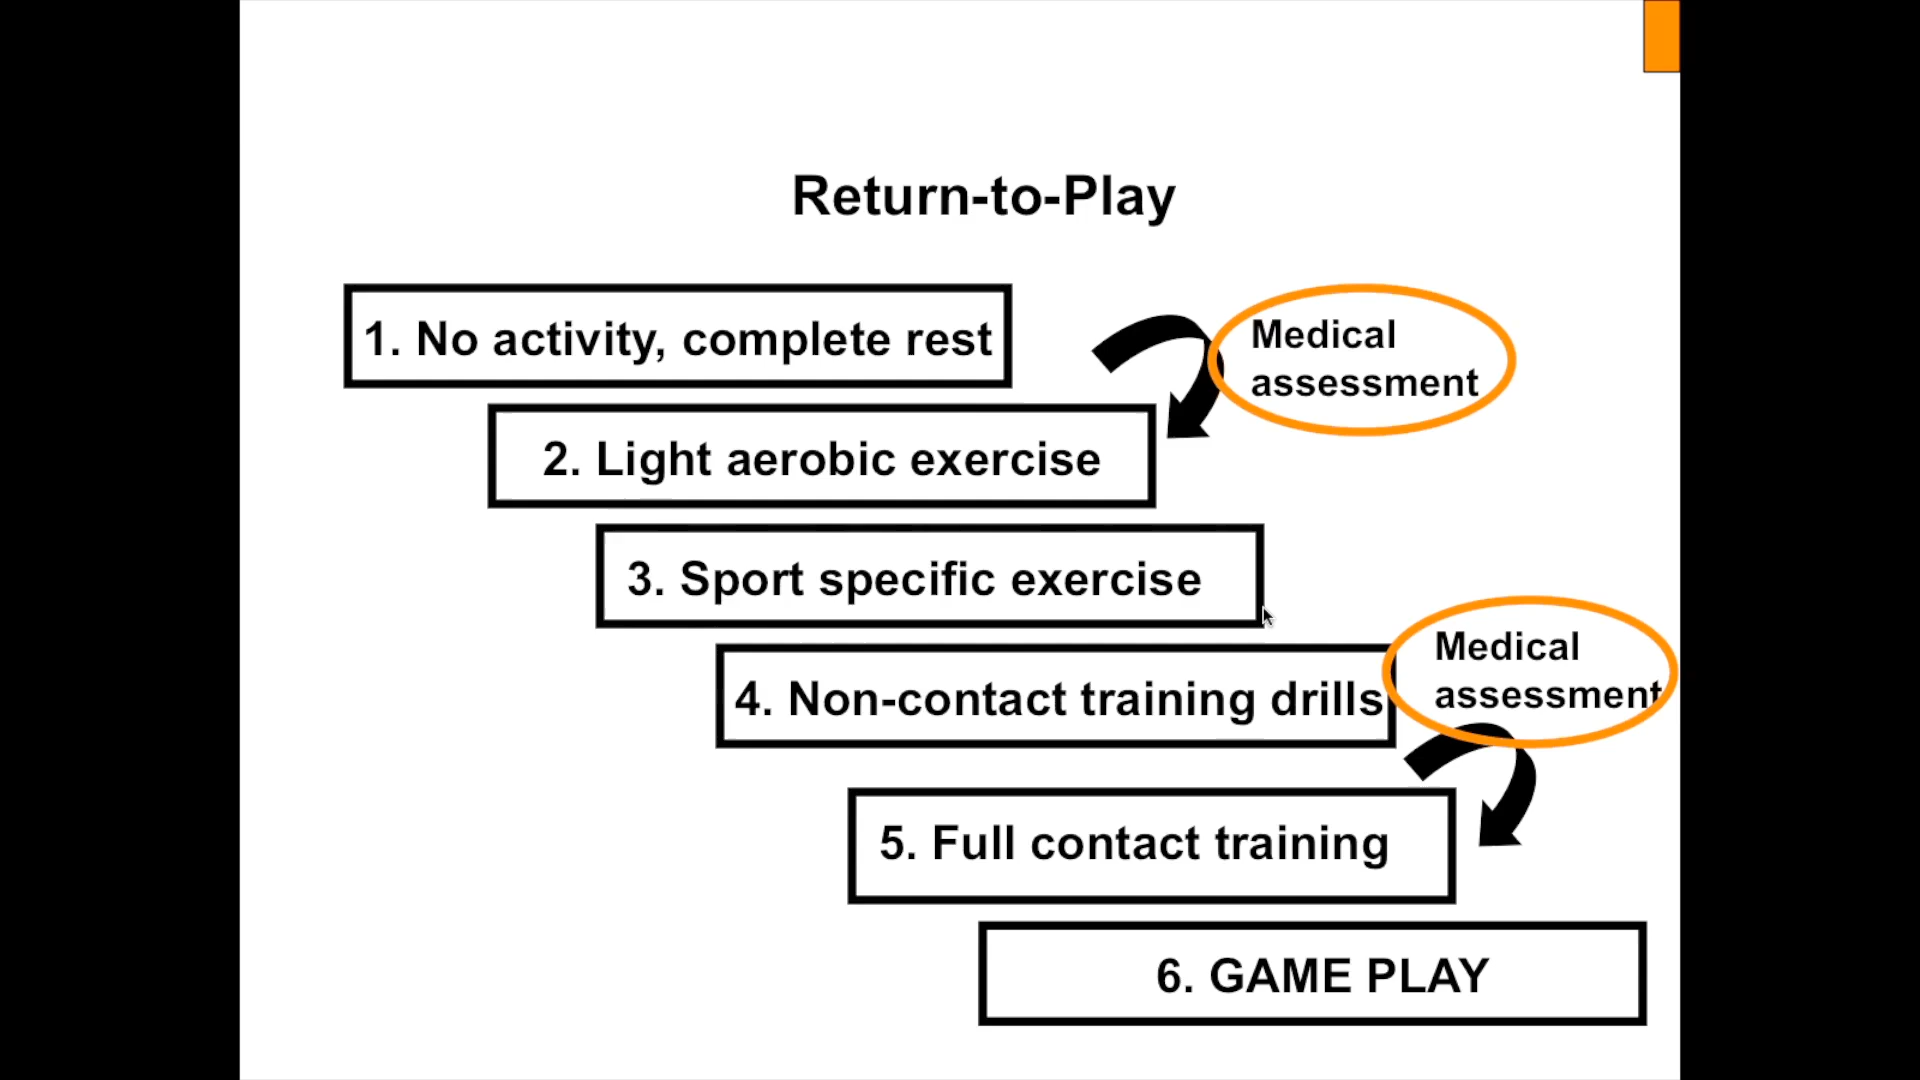 Return-to-Play
1. No activity, complete rest
Medical
assessment
2. Light aerobic exercise
3. Sport specific exercise
Medical
assessment
4. Non-contact training drills
5. Full contact training
6. GAME PLAY